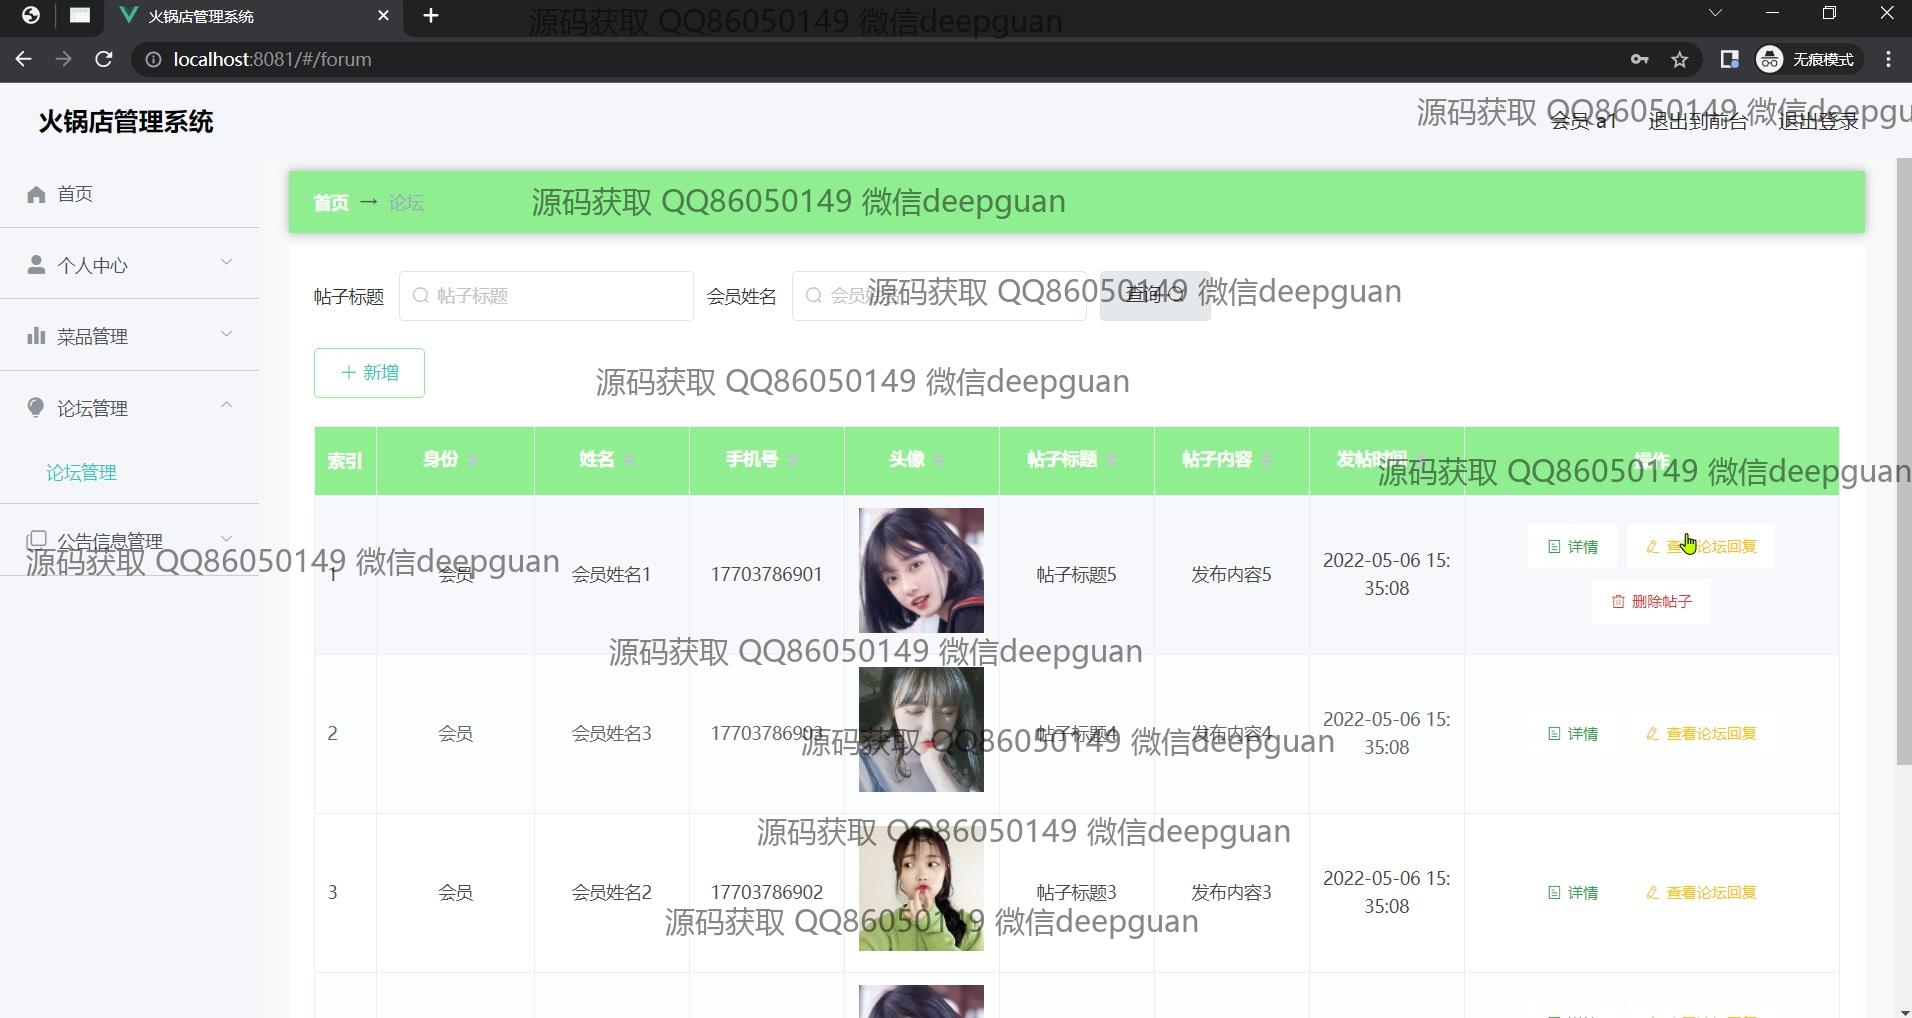 火锅店管理系统
源码获取 QQ86050149 微信deepguan
localhost:8081/#/forum
无痕模式
火锅店管理系统
源码获取 QQ86050149 微信deepgu
会员 a1 退出到前台 退出登录
首页
个人中心
菜品管理
论坛管理
论坛管理
公告信息管理
源码获取 QQ86050149 微信deepguan
首页 → 论坛
源码获取 QQ86050149 微信deepguan
帖子标题 帖子标题 会员姓名 会员姓名 查询
源码获取 QQ86050149 微信deepguan
+ 新增
源码获取 QQ86050149 微信deepguan
索引 身份 姓名 手机号 头像 帖子标题 帖子内容 发帖时间 操作
源码获取 QQ86050149 微信deepguan
1 会员 会员姓名1 17703786901 帖子标题5 发布内容5 2022-05-06 15:
35:08
详情 查看论坛回复
删除帖子
源码获取 QQ86050149 微信deepguan
2 会员 会员姓名3 17703786903 帖子标题4 发布内容4 2022-05-06 15:
35:08
详情 查看论坛回复
源码获取 QQ86050149 微信deepguan
源码获取 QQ86050149 微信deepguan
3 会员 会员姓名2 17703786902 帖子标题3 发布内容3 2022-05-06 15:
35:08
详情 查看论坛回复
源码获取 QQ86050149 微信deepguan